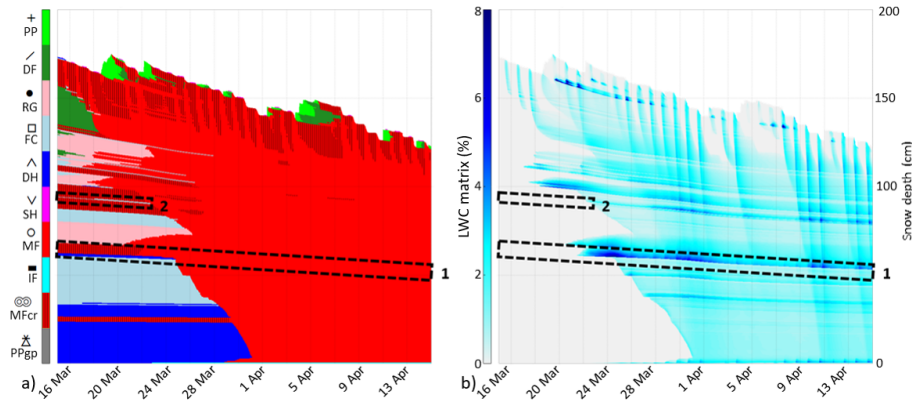 +
PP
DF
RG
FC
DH
SH
MF
IF
MFcr
PPgp
2
1
a)
16 Mar
20 Mar
24 Mar
28 Mar
1 Apr
5 Apr
9 Apr
13 Apr
LWC matrix (%)
8
6
4
2
0
2
1
b)
16 Mar
20 Mar
24 Mar
28 Mar
1 Apr
5 Apr
9 Apr
13 Apr
200
150
100
50
0
Snow depth (cm)